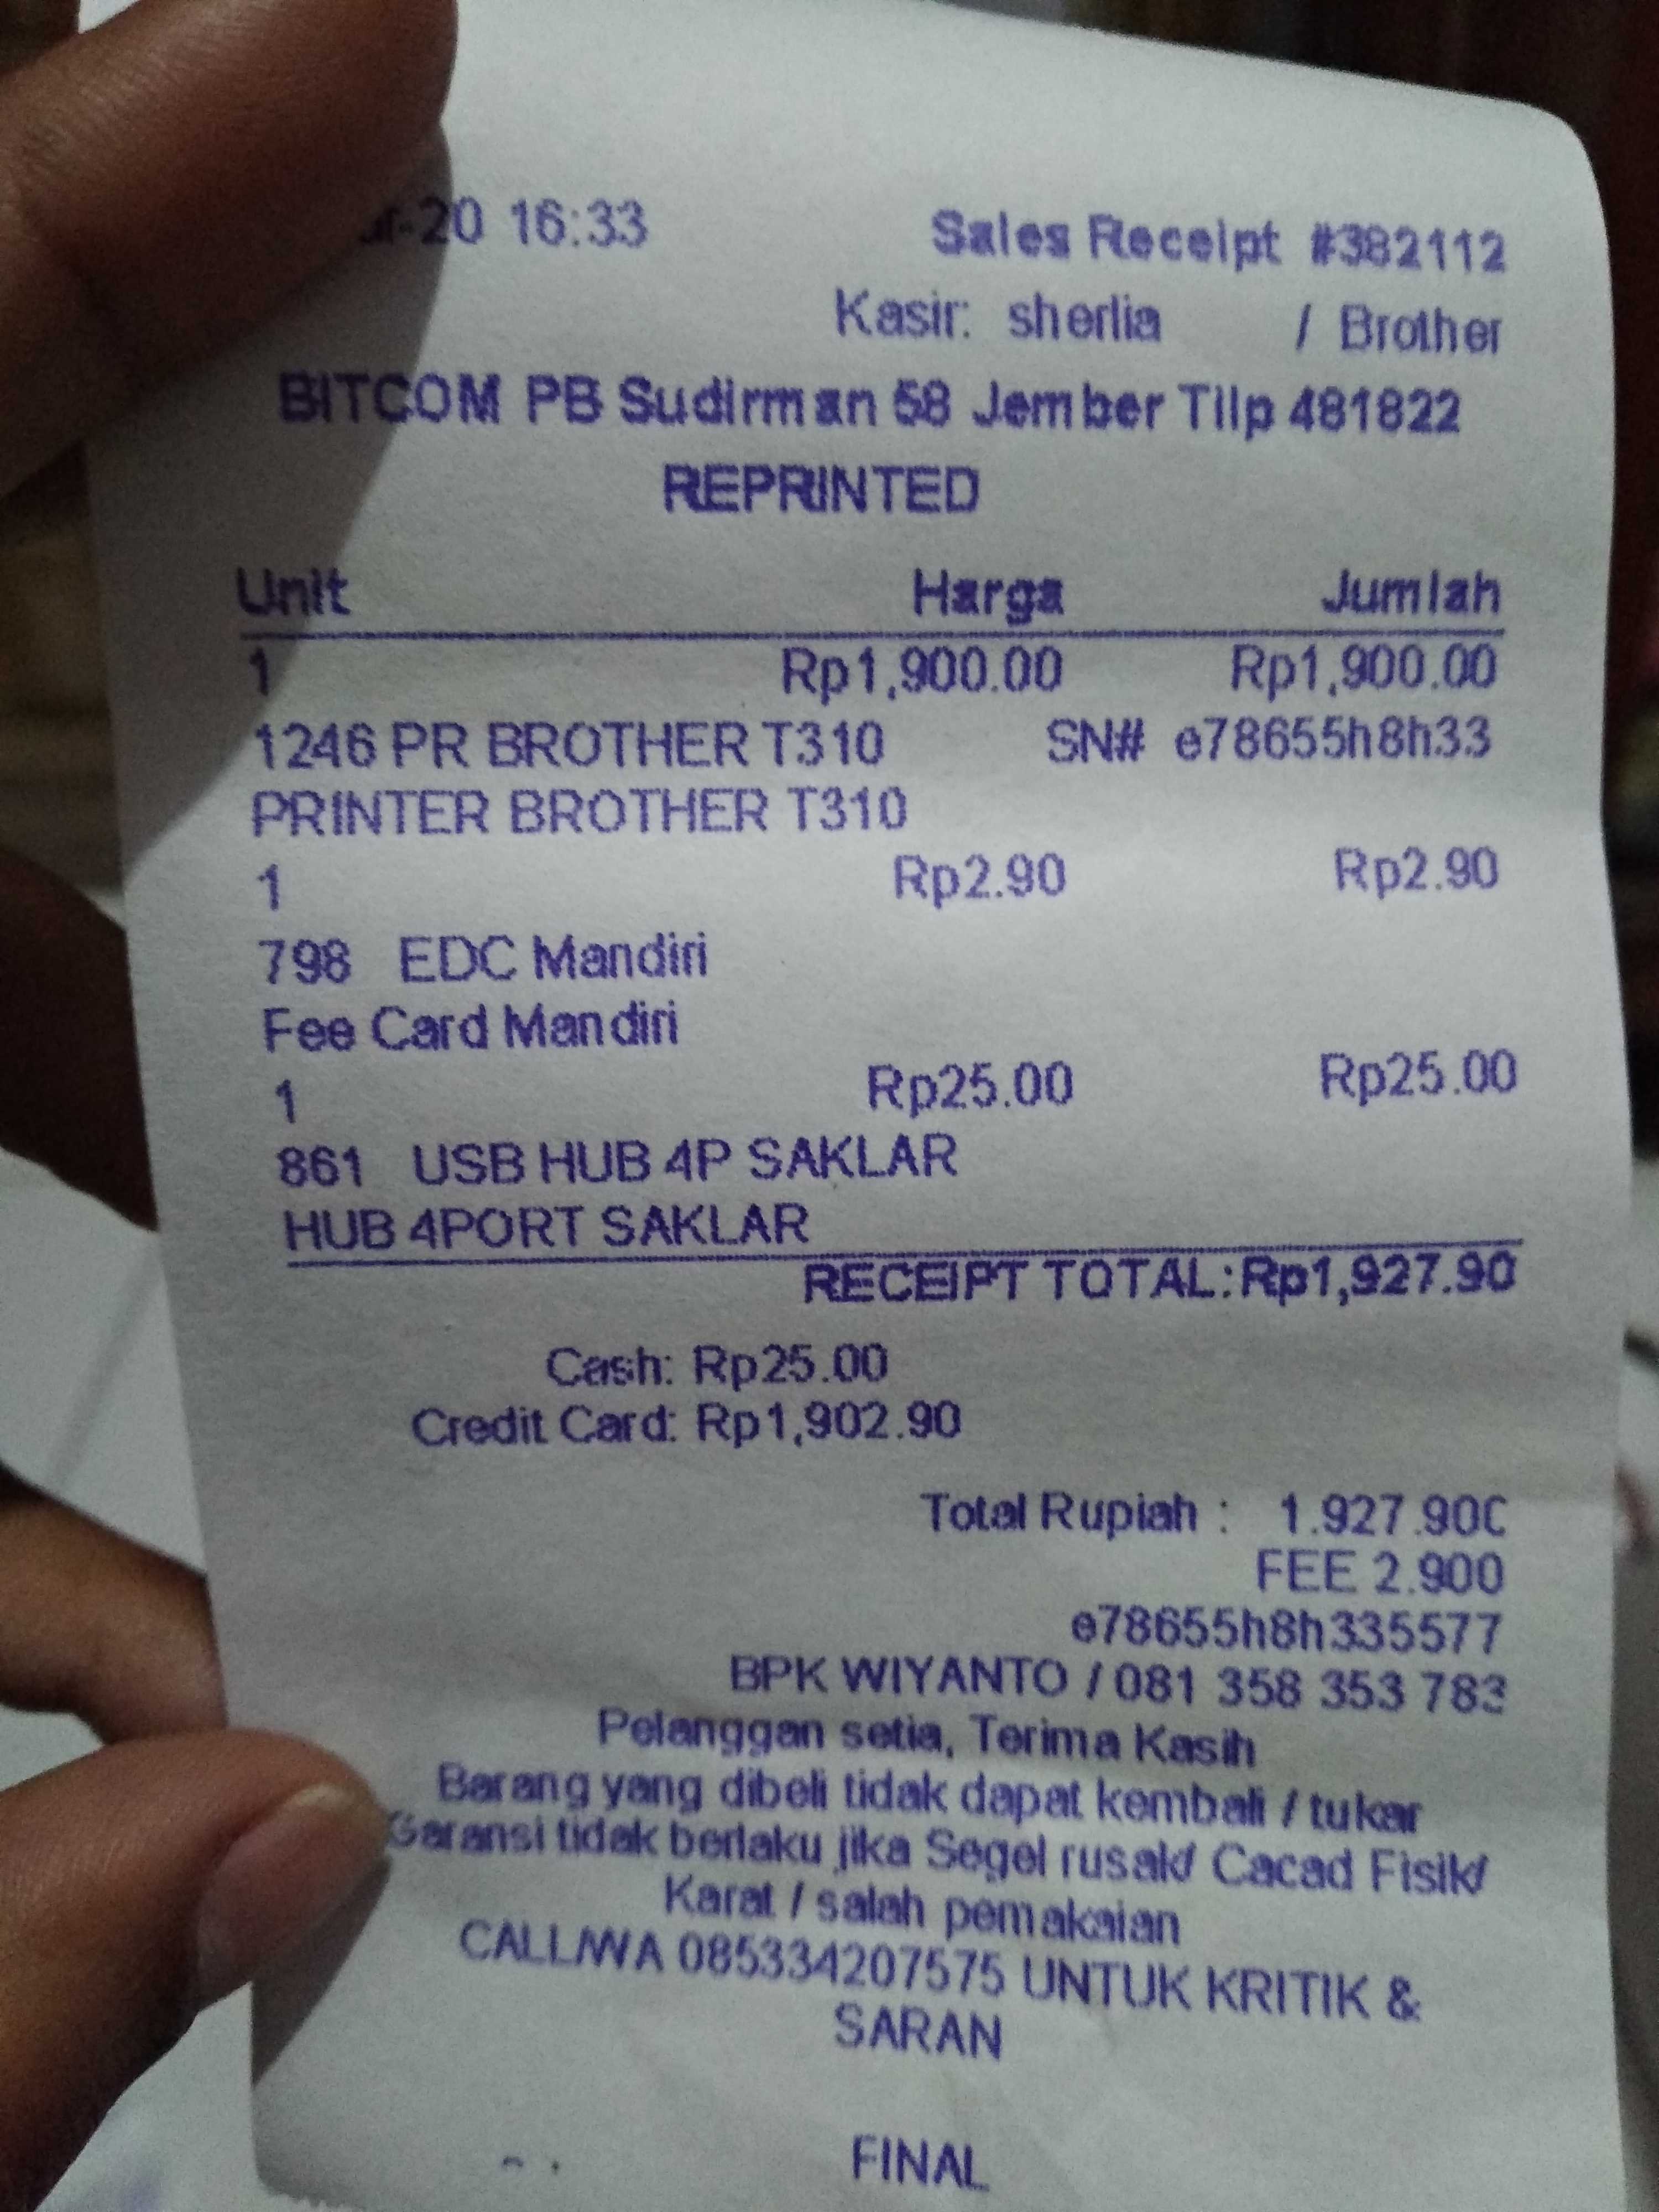 -20 16:33 Sales Receipt #382112
Kasir: sherlia / Brother
BITCOM PB Sudirman 58 Jember Tilp 481822
REPRINTED
Unit Harga Jumlah
1 Rp1,900.00 Rp1,900.00
1246 PR BROTHER T310 SN# e78655h8h33
PRINTER BROTHER T310
1 Rp2.90 Rp2.90
798 EDC Mandiri
Fee Card Mandiri
1 Rp25.00 Rp25.00
861 USB HUB 4P SAKLAR
HUB 4PORT SAKLAR
RECEIPT TOTAL: Rp1,927.90
Cash: Rp25.00
Credit Card: Rp1,902.90
Total Rupiah : 1.927.900
FEE 2.900
e78655h8h335577
BPK WIYANTO / 081 358 353 783
Pelanggan setia, Terima Kasih
Barang yang dibeli tidak dapat kembali / tukar
Garansi tidak berlaku jika Segel rusak/ Cacad Fisik/
Karat / salah pemakaian
CALL/WA 085334207575 UNTUK KRITIK &
SARAN
FINAL